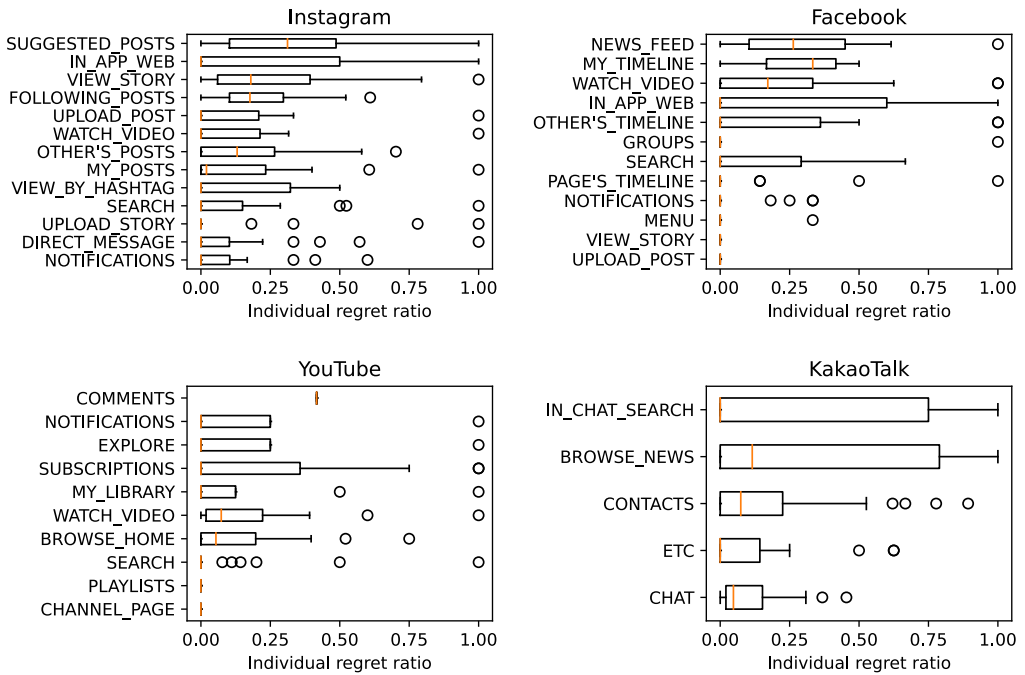 Instagram
SUGGESTED_POSTS
IN_APP_WEB
VIEW_STORY
FOLLOWING_POSTS
UPLOAD_POST
WATCH_VIDEO
OTHER'S_POSTS
MY_POSTS
VIEW_BY_HASHTAG
SEARCH
UPLOAD_STORY
DIRECT_MESSAGE
NOTIFICATIONS
0.00 0.25 0.50 0.75 1.00
Individual regret ratio
Facebook
NEWS_FEED
MY_TIMELINE
WATCH_VIDEO
IN_APP_WEB
OTHER'S_TIMELINE
GROUPS
SEARCH
PAGE'S_TIMELINE
NOTIFICATIONS
MENU
VIEW_STORY
UPLOAD_POST
0.00 0.25 0.50 0.75 1.00
Individual regret ratio
YouTube
COMMENTS
NOTIFICATIONS
EXPLORE
SUBSCRIPTIONS
MY_LIBRARY
WATCH_VIDEO
BROWSE_HOME
SEARCH
PLAYLISTS
CHANNEL_PAGE
0.00 0.25 0.50 0.75 1.00
Individual regret ratio
KakaoTalk
IN_CHAT_SEARCH
BROWSE_NEWS
CONTACTS
ETC
CHAT
0.00 0.25 0.50 0.75 1.00
Individual regret ratio